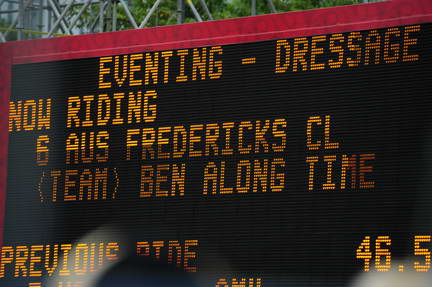 EVENTING - DRESSAGE
NOW RIDING
6 AUS FREDERICKS CL
(TEAM) BEN ALONG TIME
PREVIOUS RIDE 46.5